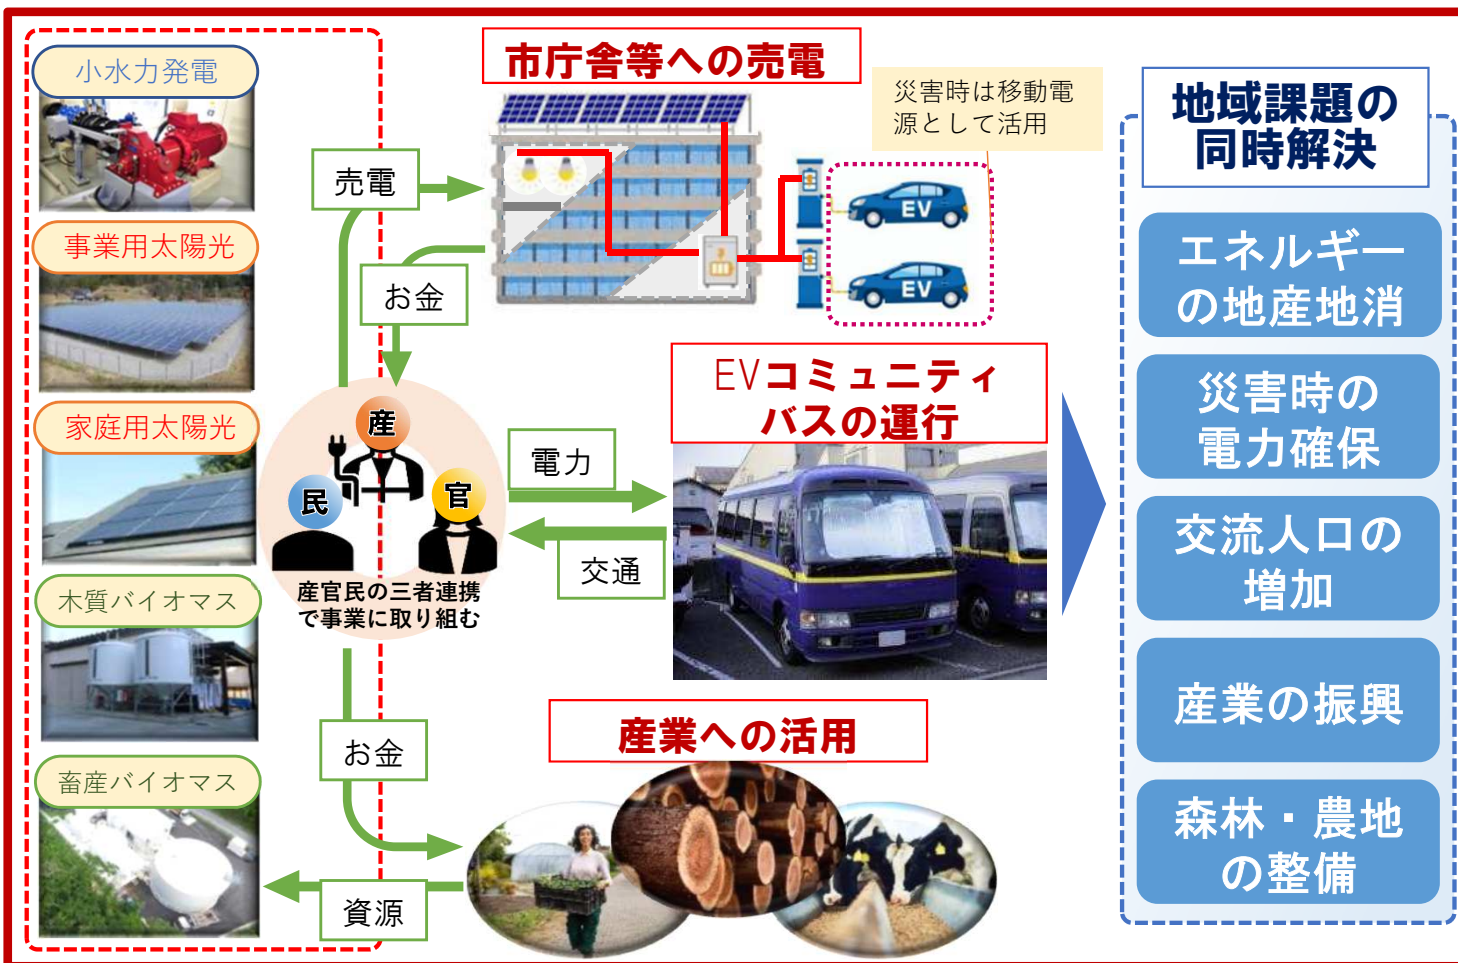 小水力発電
事業用太陽光
家庭用太陽光
木質バイオマス
畜産バイオマス
市庁舎等への売電
災害時は移動電
源として活用
売電
お金
EV
EV
産
民
官
産官民の三者連携
で事業に取り組む
電力
交通
EVコミュニティ
バスの運行
お金
資源
産業への活用
地域課題の
同時解決
エネルギー
の地産地消
災害時の
電力確保
交流人口の
増加
産業の振興
森林・農地
の整備